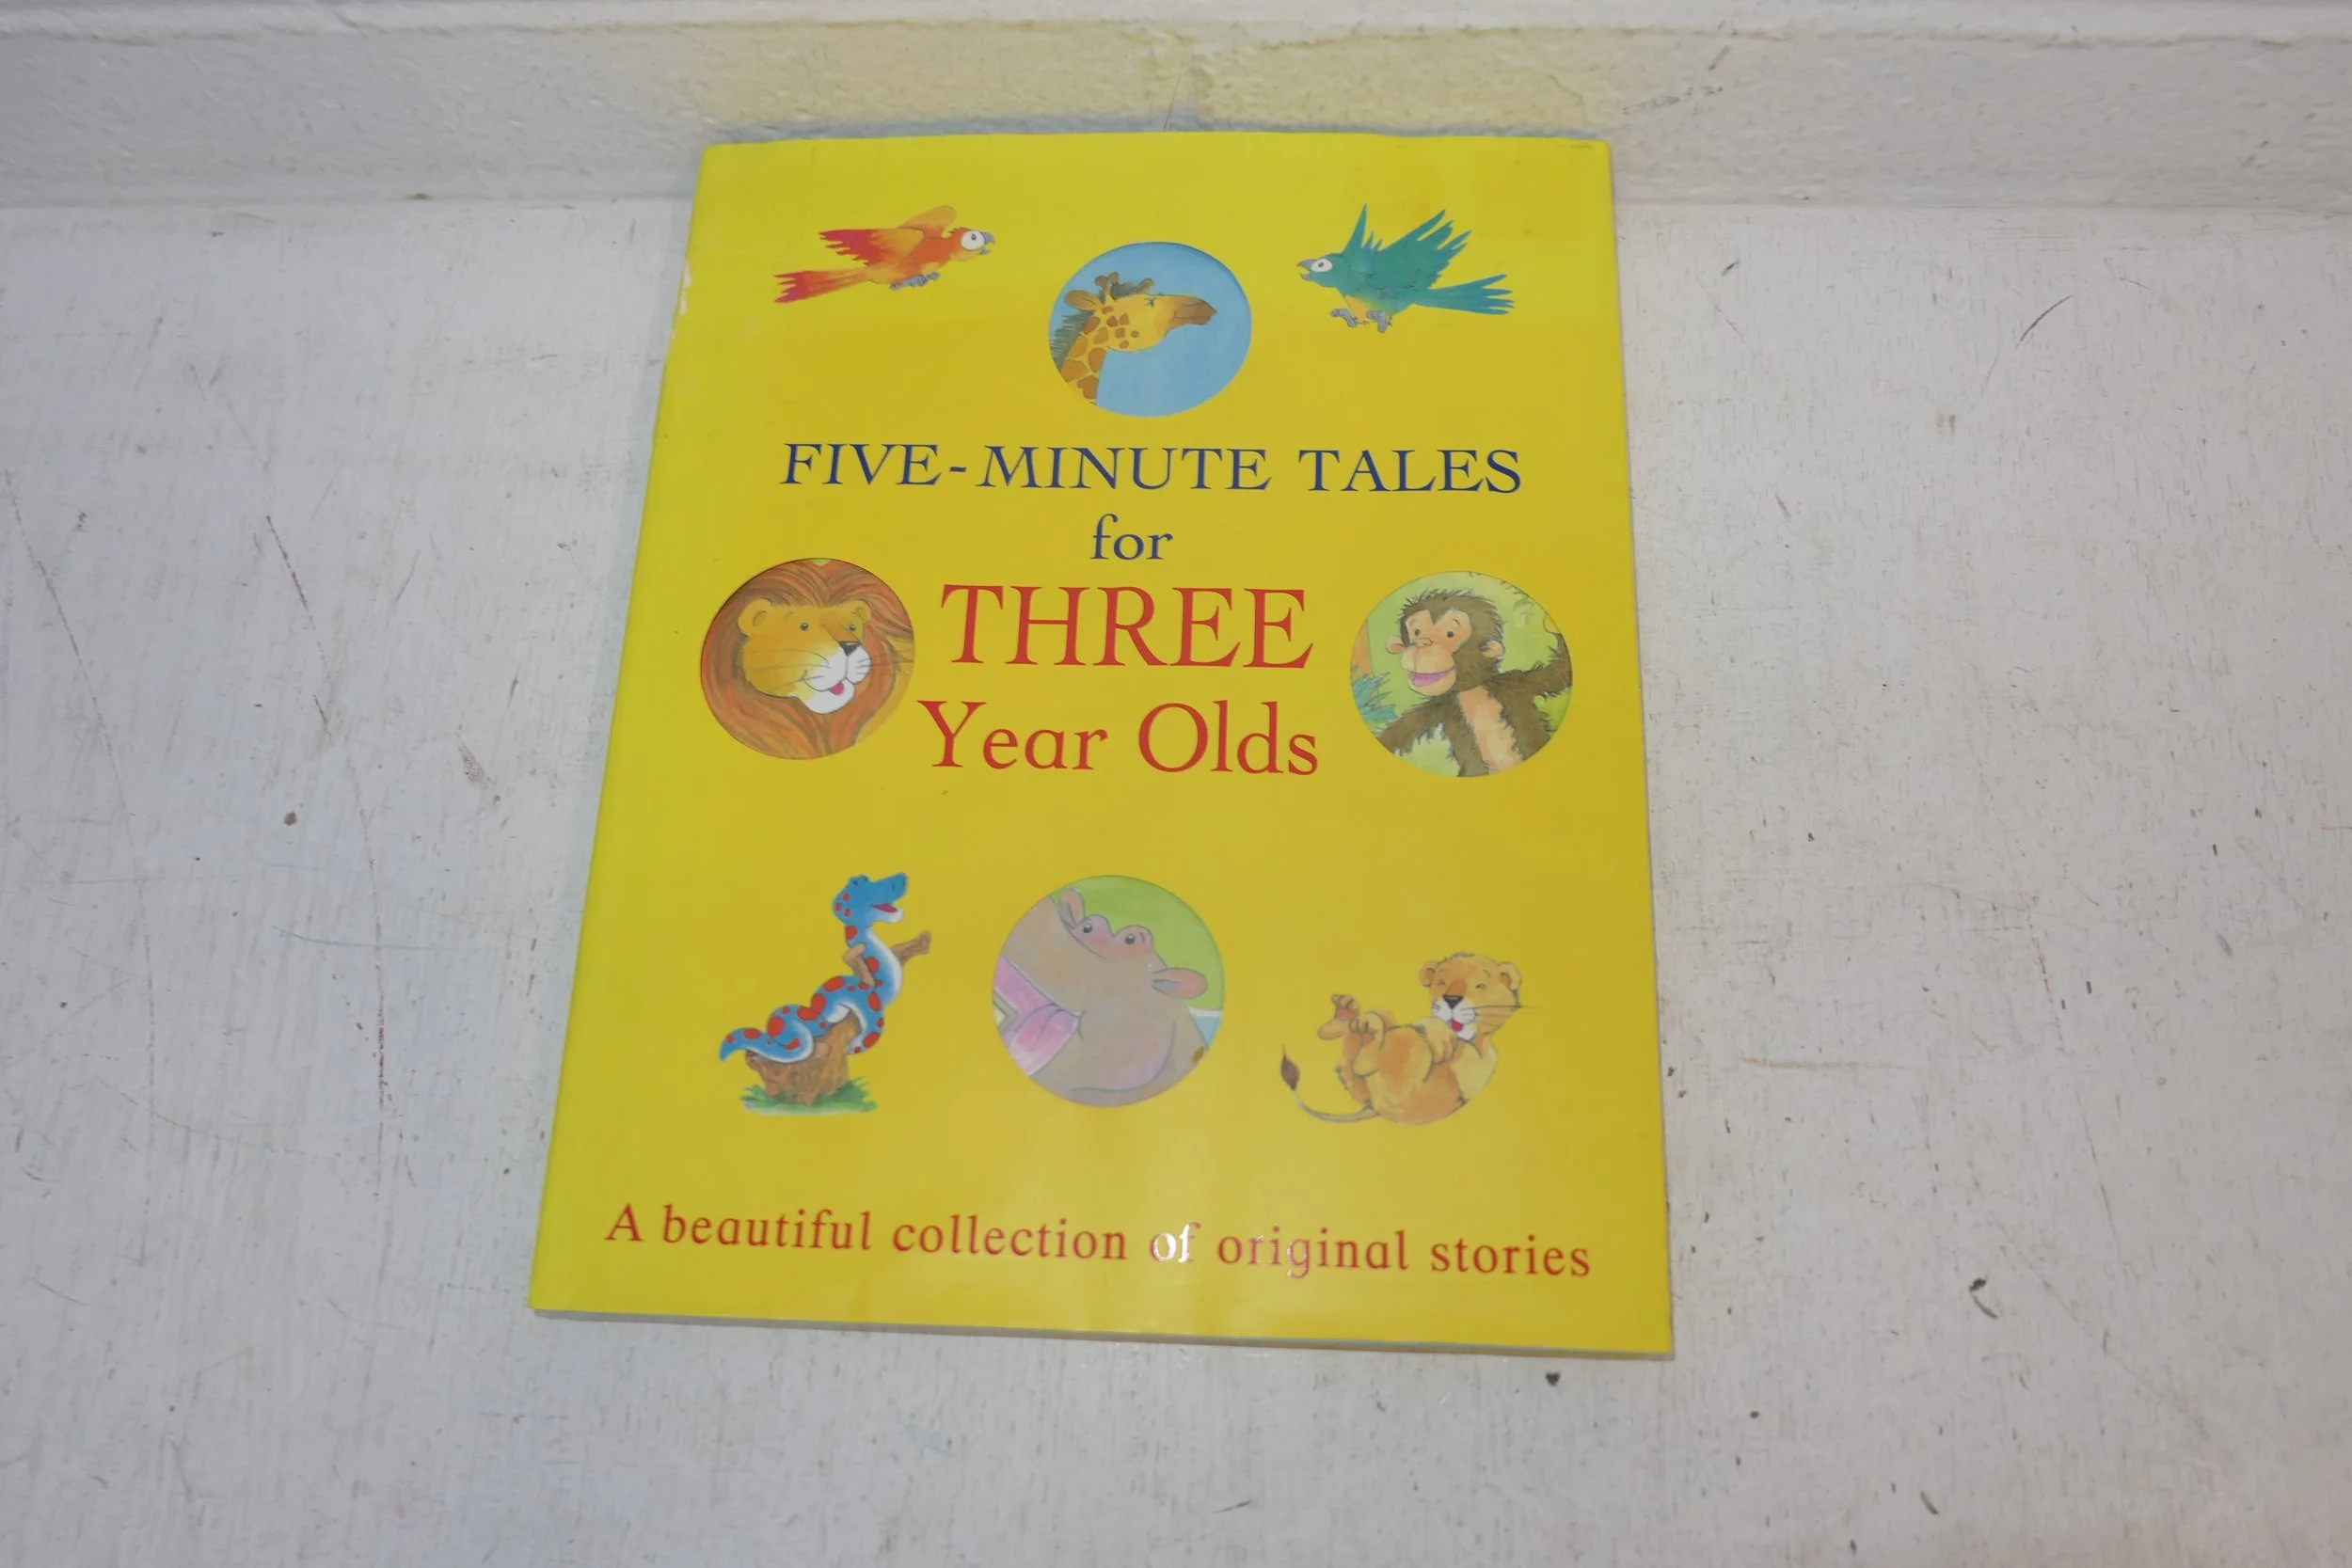 FIVE-MINUTE TALES
for
THREE
Year Olds
A beautiful collection of original stories